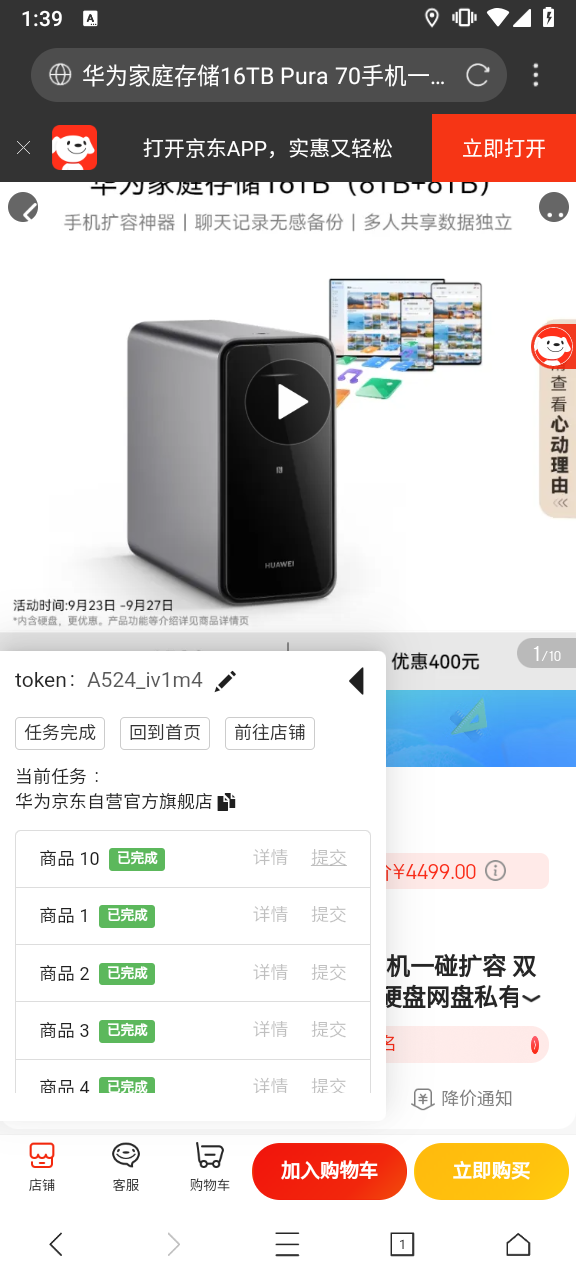 1:39
A
华为家庭存储16TB Pura 70手机一...
打开京东APP，实惠又轻松
立即打开
华为家庭存储16TB（8TB+8TB）
手机扩容神器 | 聊天记录无感备份 | 多人共享数据独立
查看心动理由
HUAWEI
活动时间:9月23日 -9月27日
*内含硬盘，更优惠。产品功能等介绍详见商品详情页
优惠400元
1/10
token： A524_iv1m4
任务完成
回到首页
前往店铺
当前任务：
华为京东自营官方旗舰店
商品 10 已完成 详情 提交
价¥4499.00
商品 1 已完成 详情 提交
商品 2 已完成 详情 提交
机一碰扩容 双
硬盘网盘私有
商品 3 已完成 详情 提交
名
商品 4 已完成 详情 提交
降价通知
店铺
客服
购物车
加入购物车
立即购买
1